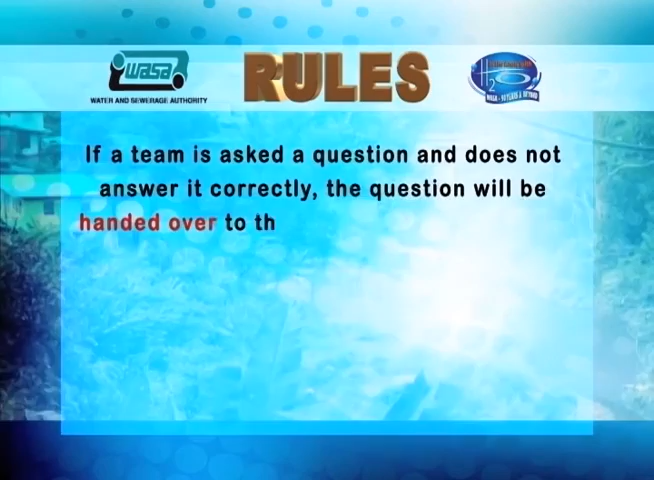 wasa
WATER AND SEWERAGE AUTHORITY
RULES
H2O
If a team is asked a question and does not
answer it correctly, the question will be
handed over to th